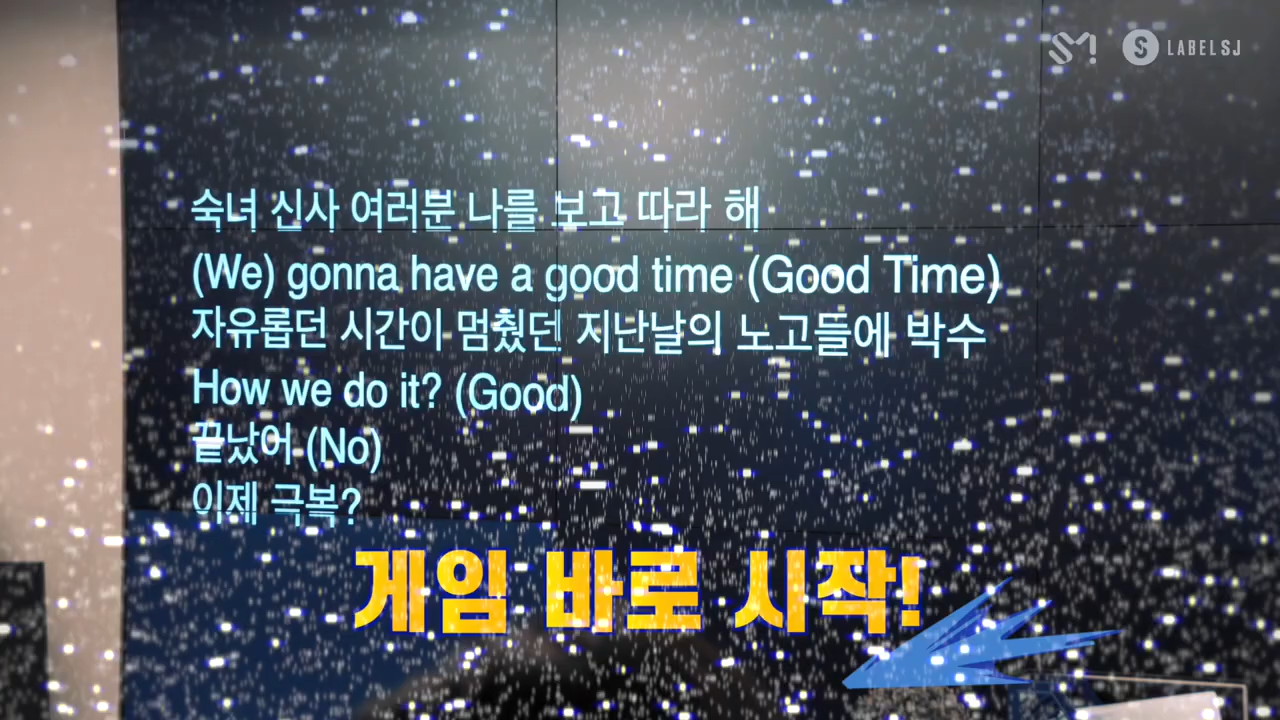 SM!
S LABELSJ
숙녀 신사 여러분 나를 보고 따라 해
(We) gonna have a good time (Good Time)
자유롭던 시간이 멈췄던 지난날의 노고들에 박수
How we do it? (Good)
끝났어 (No)
이제 극복?
게임 바로 시작!